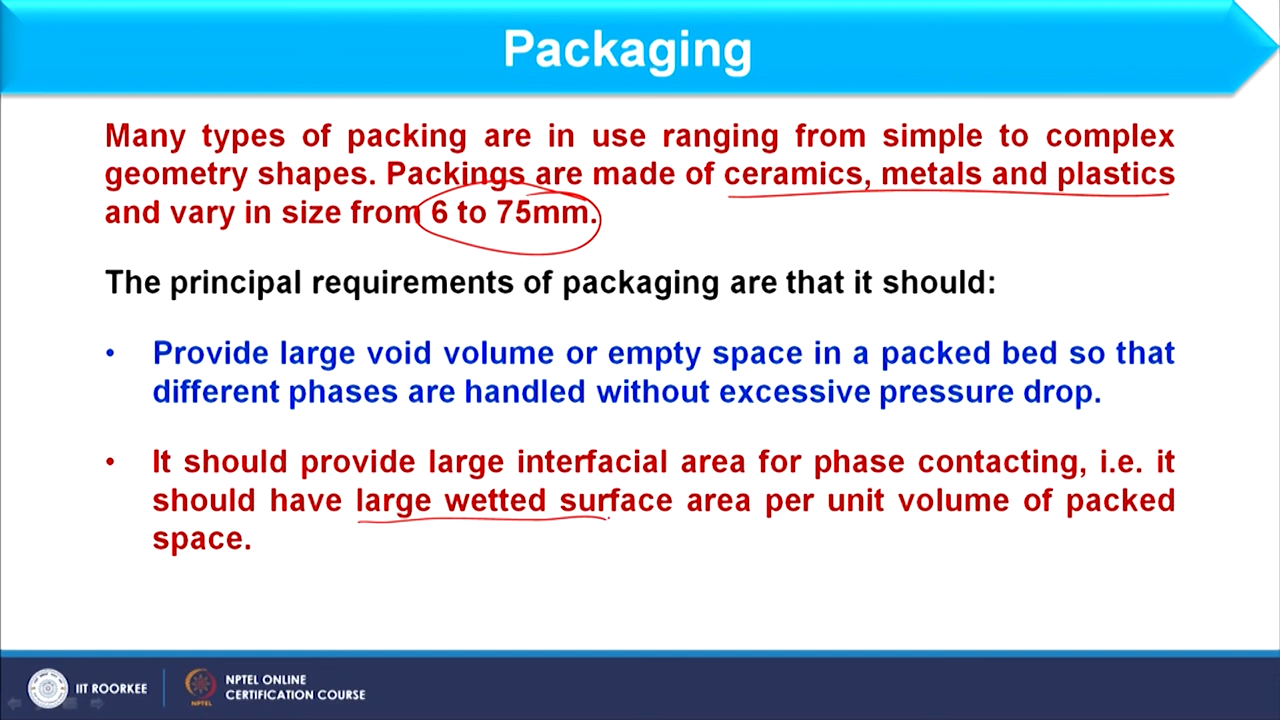 Packaging
Many types of packing are in use ranging from simple to complex
geometry shapes. Packings are made of ceramics, metals and plastics
and vary in size from 6 to 75mm.
The principal requirements of packaging are that it should:
• Provide large void volume or empty space in a packed bed so that
different phases are handled without excessive pressure drop.
• It should provide large interfacial area for phase contacting, i.e. it
should have large wetted surface area per unit volume of packed
space.
IIT ROORKEE
NPTEL
NPTEL ONLINE
CERTIFICATION COURSE